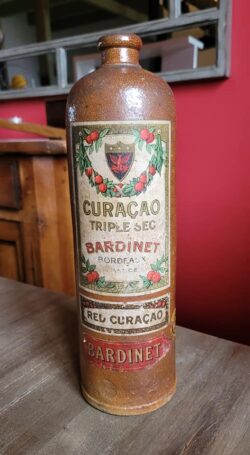 CURAÇAO
TRIPLE SEC
BARDINET
BORDEAUX
RED CURAÇAO
BARDINET